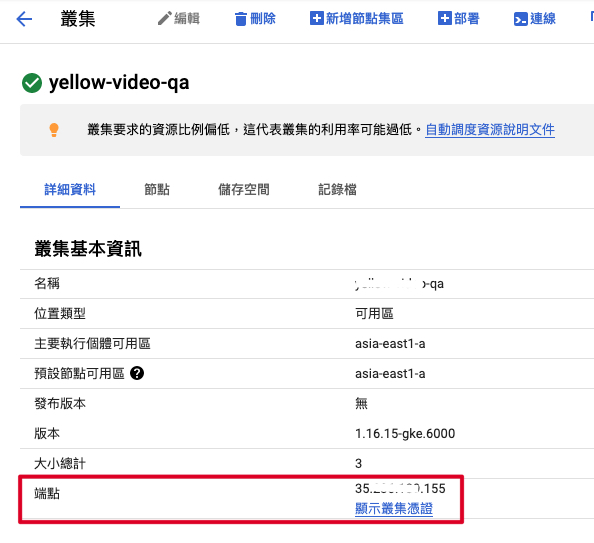 叢集
編輯
刪除
新增節點集區
部署
連線
yellow-video-qa
叢集要求的資源比例偏低，這代表叢集的利用率可能過低。自動調度資源說明文件
詳細資料
節點
儲存空間
記錄檔
叢集基本資訊
名稱
-qa
位置類型
可用區
主要執行個體可用區
asia-east1-a
預設節點可用區
asia-east1-a
發布版本
無
版本
1.16.15-gke.6000
大小總計
3
端點
35. .155
顯示叢集憑證